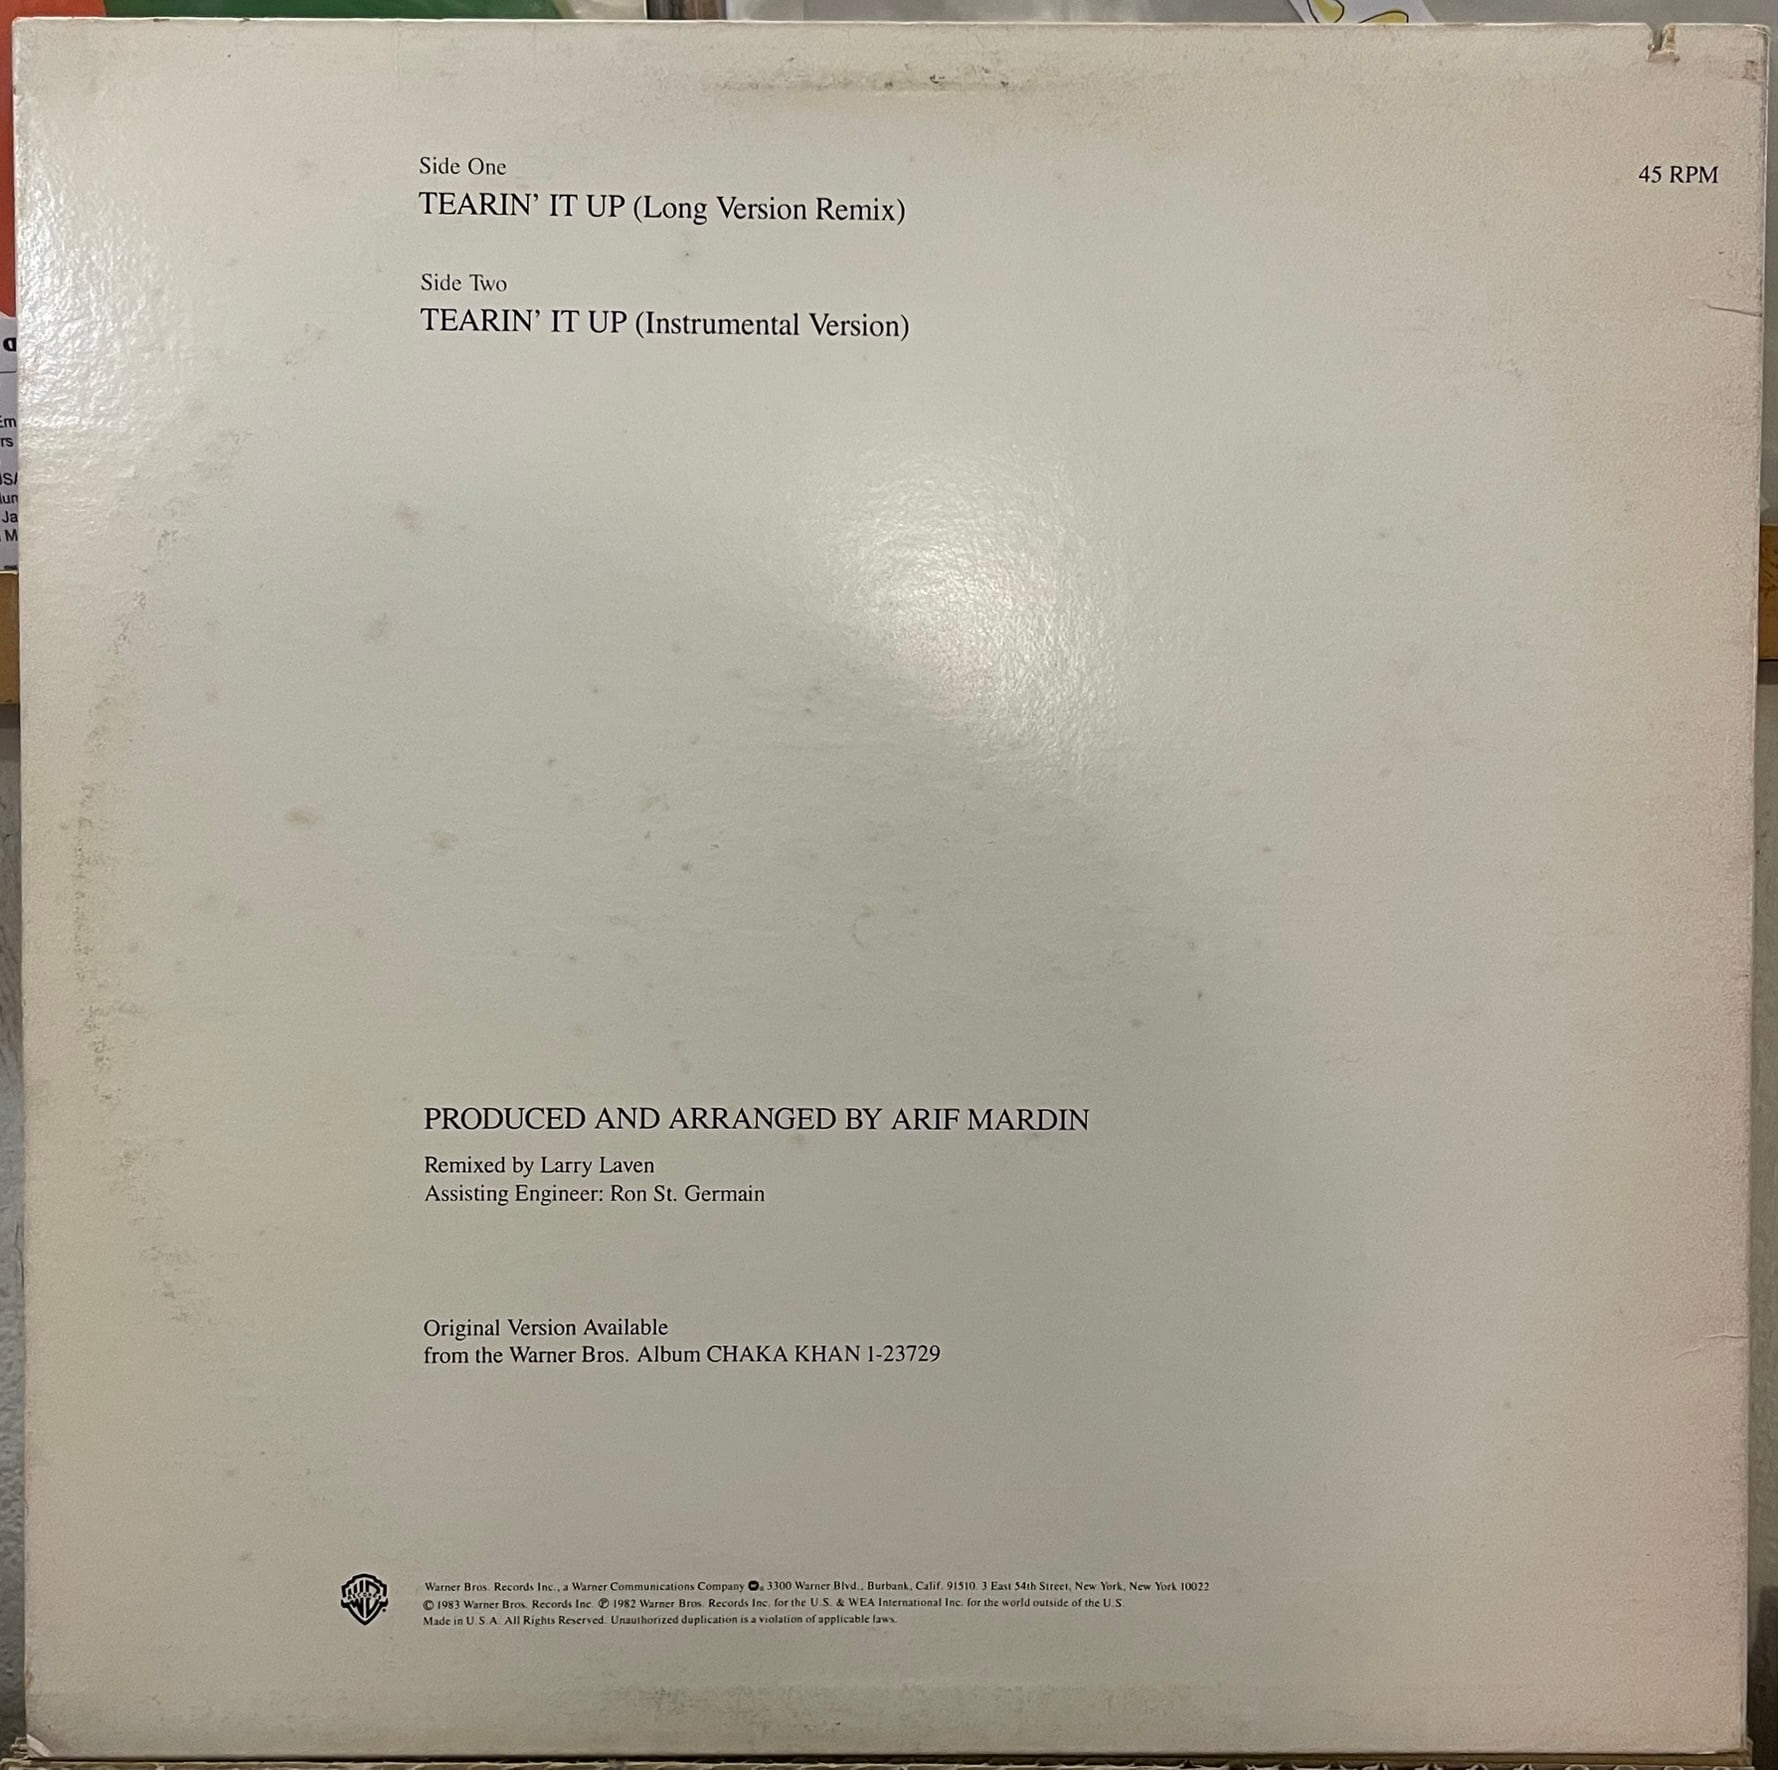 Side One
TEARIN’ IT UP (Long Version Remix)
45 RPM
Side Two
TEARIN’ IT UP (Instrumental Version)
PRODUCED AND ARRANGED BY ARIF MARDIN
Remixed by Larry Laven
Assisting Engineer: Ron St. Germain
Original Version Available
from the Warner Bros. Album CHAKA KHAN 1-23729
Warner Bros. Records Inc., a Warner Communications Company 3300 Warner Blvd., Burbank, Calif. 91510. 3 East 54th Street, New York, New York 10022
© 1983 Warner Bros. Records Inc. ℗ 1982 Warner Bros. Records Inc. for the U.S. & WEA International Inc. for the world outside of the U.S.
Made in U.S.A. All Rights Reserved. Unauthorized duplication is a violation of applicable laws.